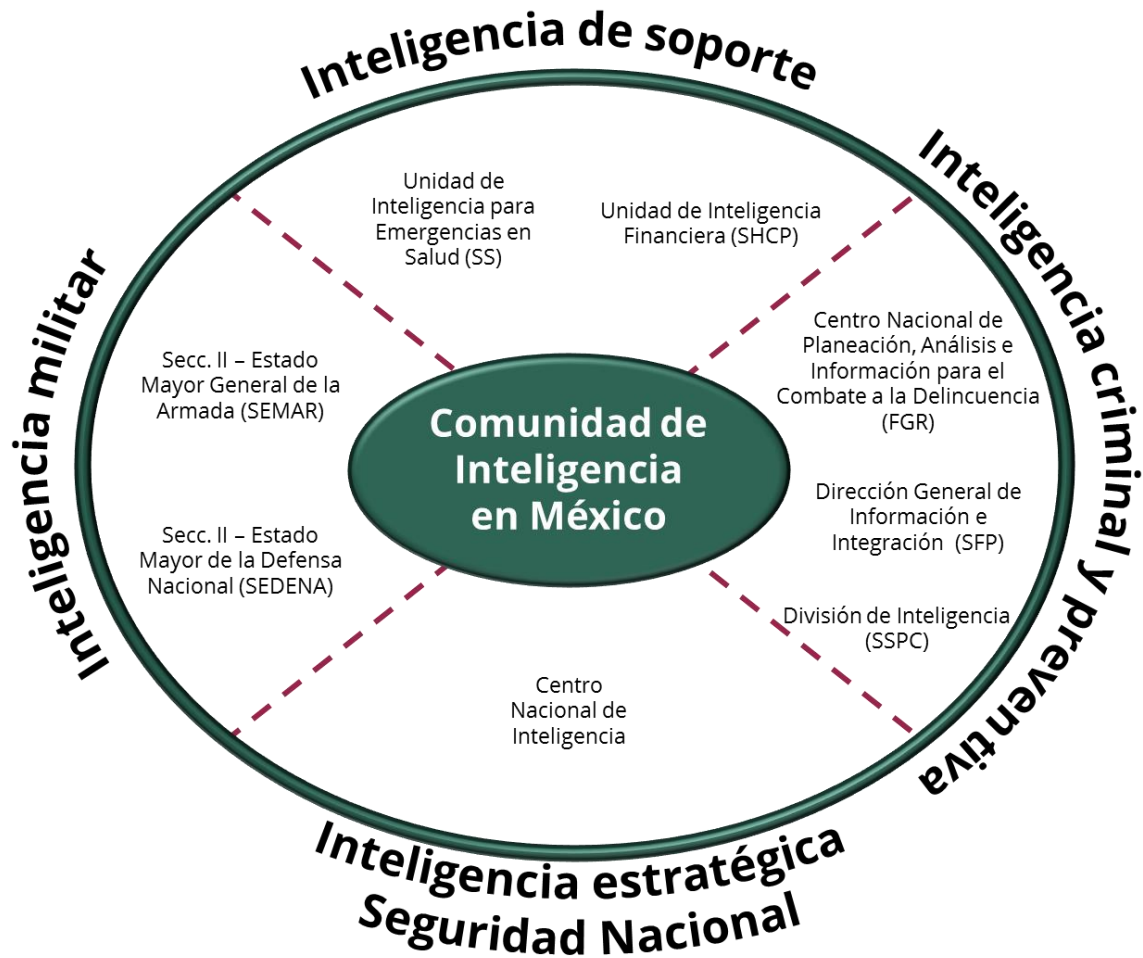 Inteligencia de soporte
Inteligencia criminal y preventiva
Inteligencia militar
Unidad de
Inteligencia para
Emergencias en
Salud (SS)
Unidad de Inteligencia
Financiera (SHCP)
Centro Nacional de
Planeación, Análisis e
Información para el
Combate a la Delincuencia
(FGR)
Secc. II – Estado
Mayor General de la
Armada (SEMAR)
Comunidad de
Inteligencia
en México
Dirección General de
Información e
Integración (SFP)
Secc. II – Estado
Mayor de la Defensa
Nacional (SEDENA)
División de Inteligencia
(SSPC)
Centro
Nacional de
Inteligencia
Inteligencia estratégica
Seguridad Nacional